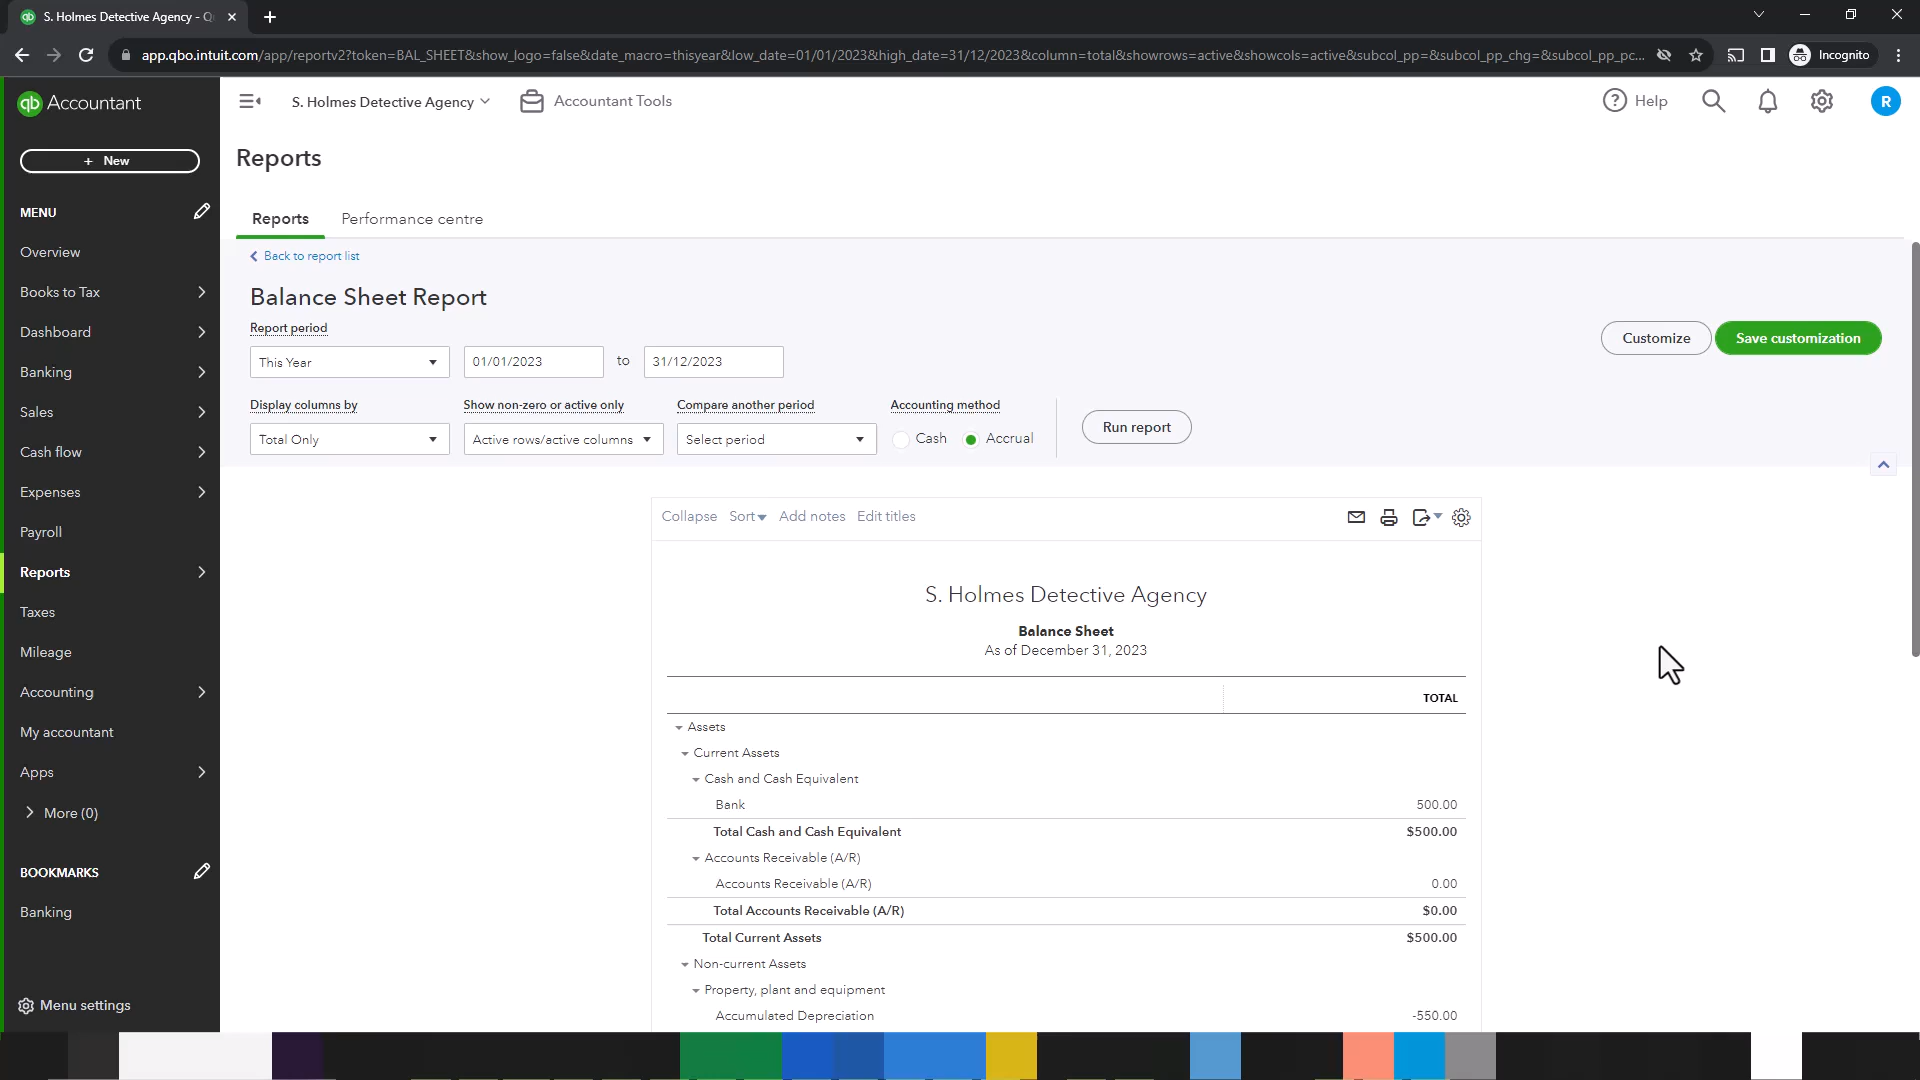 S. Holmes Detective Agency - Q
app.qbo.intuit.com/app/reportv2?token=BAL_SHEET&show_logo=false&date_macro=thisyear&low_date=01/01/2023&high_date=31/12/2023&column=total&showrows=active&showcols=active&subcol_pp=&subcol_pp_chg=&subcol_pp_pc...
Incognito
qb Accountant
S. Holmes Detective Agency
Accountant Tools
Help
R
+ New
MENU
Overview
Books to Tax
Dashboard
Banking
Sales
Cash flow
Expenses
Payroll
Reports
Taxes
Mileage
Accounting
My accountant
Apps
More (0)
BOOKMARKS
Banking
Menu settings
Reports
Reports Performance centre
Back to report list
Balance Sheet Report
Report period
This Year 01/01/2023 to 31/12/2023
Customize Save customization
Display columns by Show non-zero or active only Compare another period Accounting method
Total Only Active rows/active columns Select period Cash Accrual
Run report
Collapse Sort Add notes Edit titles
S. Holmes Detective Agency
Balance Sheet
As of December 31, 2023
TOTAL
Assets
Current Assets
Cash and Cash Equivalent
Bank 500.00
Total Cash and Cash Equivalent $500.00
Accounts Receivable (A/R)
Accounts Receivable (A/R) 0.00
Total Accounts Receivable (A/R) $0.00
Total Current Assets $500.00
Non-current Assets
Property, plant and equipment
Accumulated Depreciation -550.00